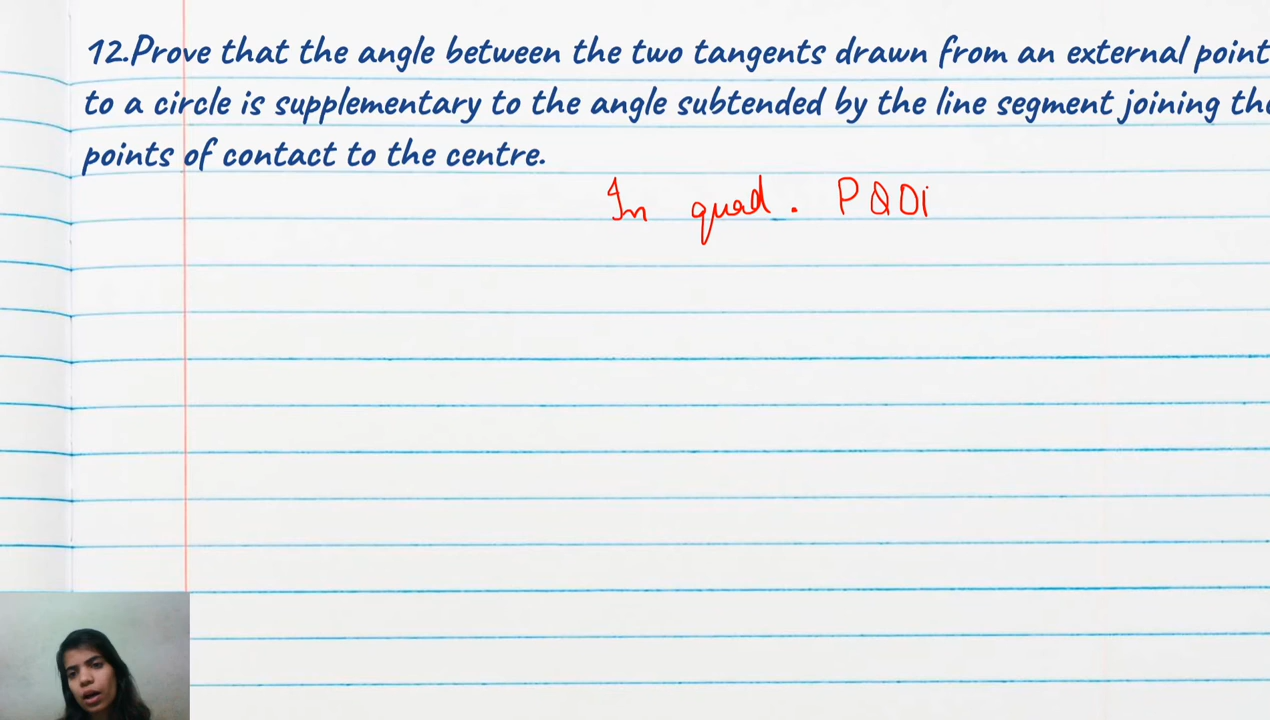 12.Prove that the angle between the two tangents drawn from an external point
to a circle is supplementary to the angle subtended by the line segment joining the
points of contact to the centre.
In quad. PQOi